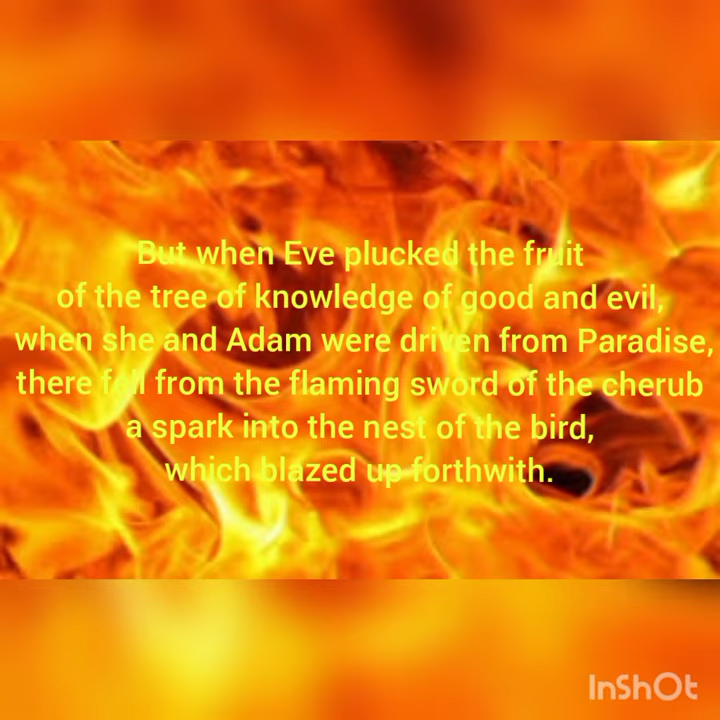 But when Eve plucked the fruit
of the tree of knowledge of good and evil,
when she and Adam were driven from Paradise,
there fell from the flaming sword of the cherub
a spark into the nest of the bird,
which blazed up forthwith.
InShOt